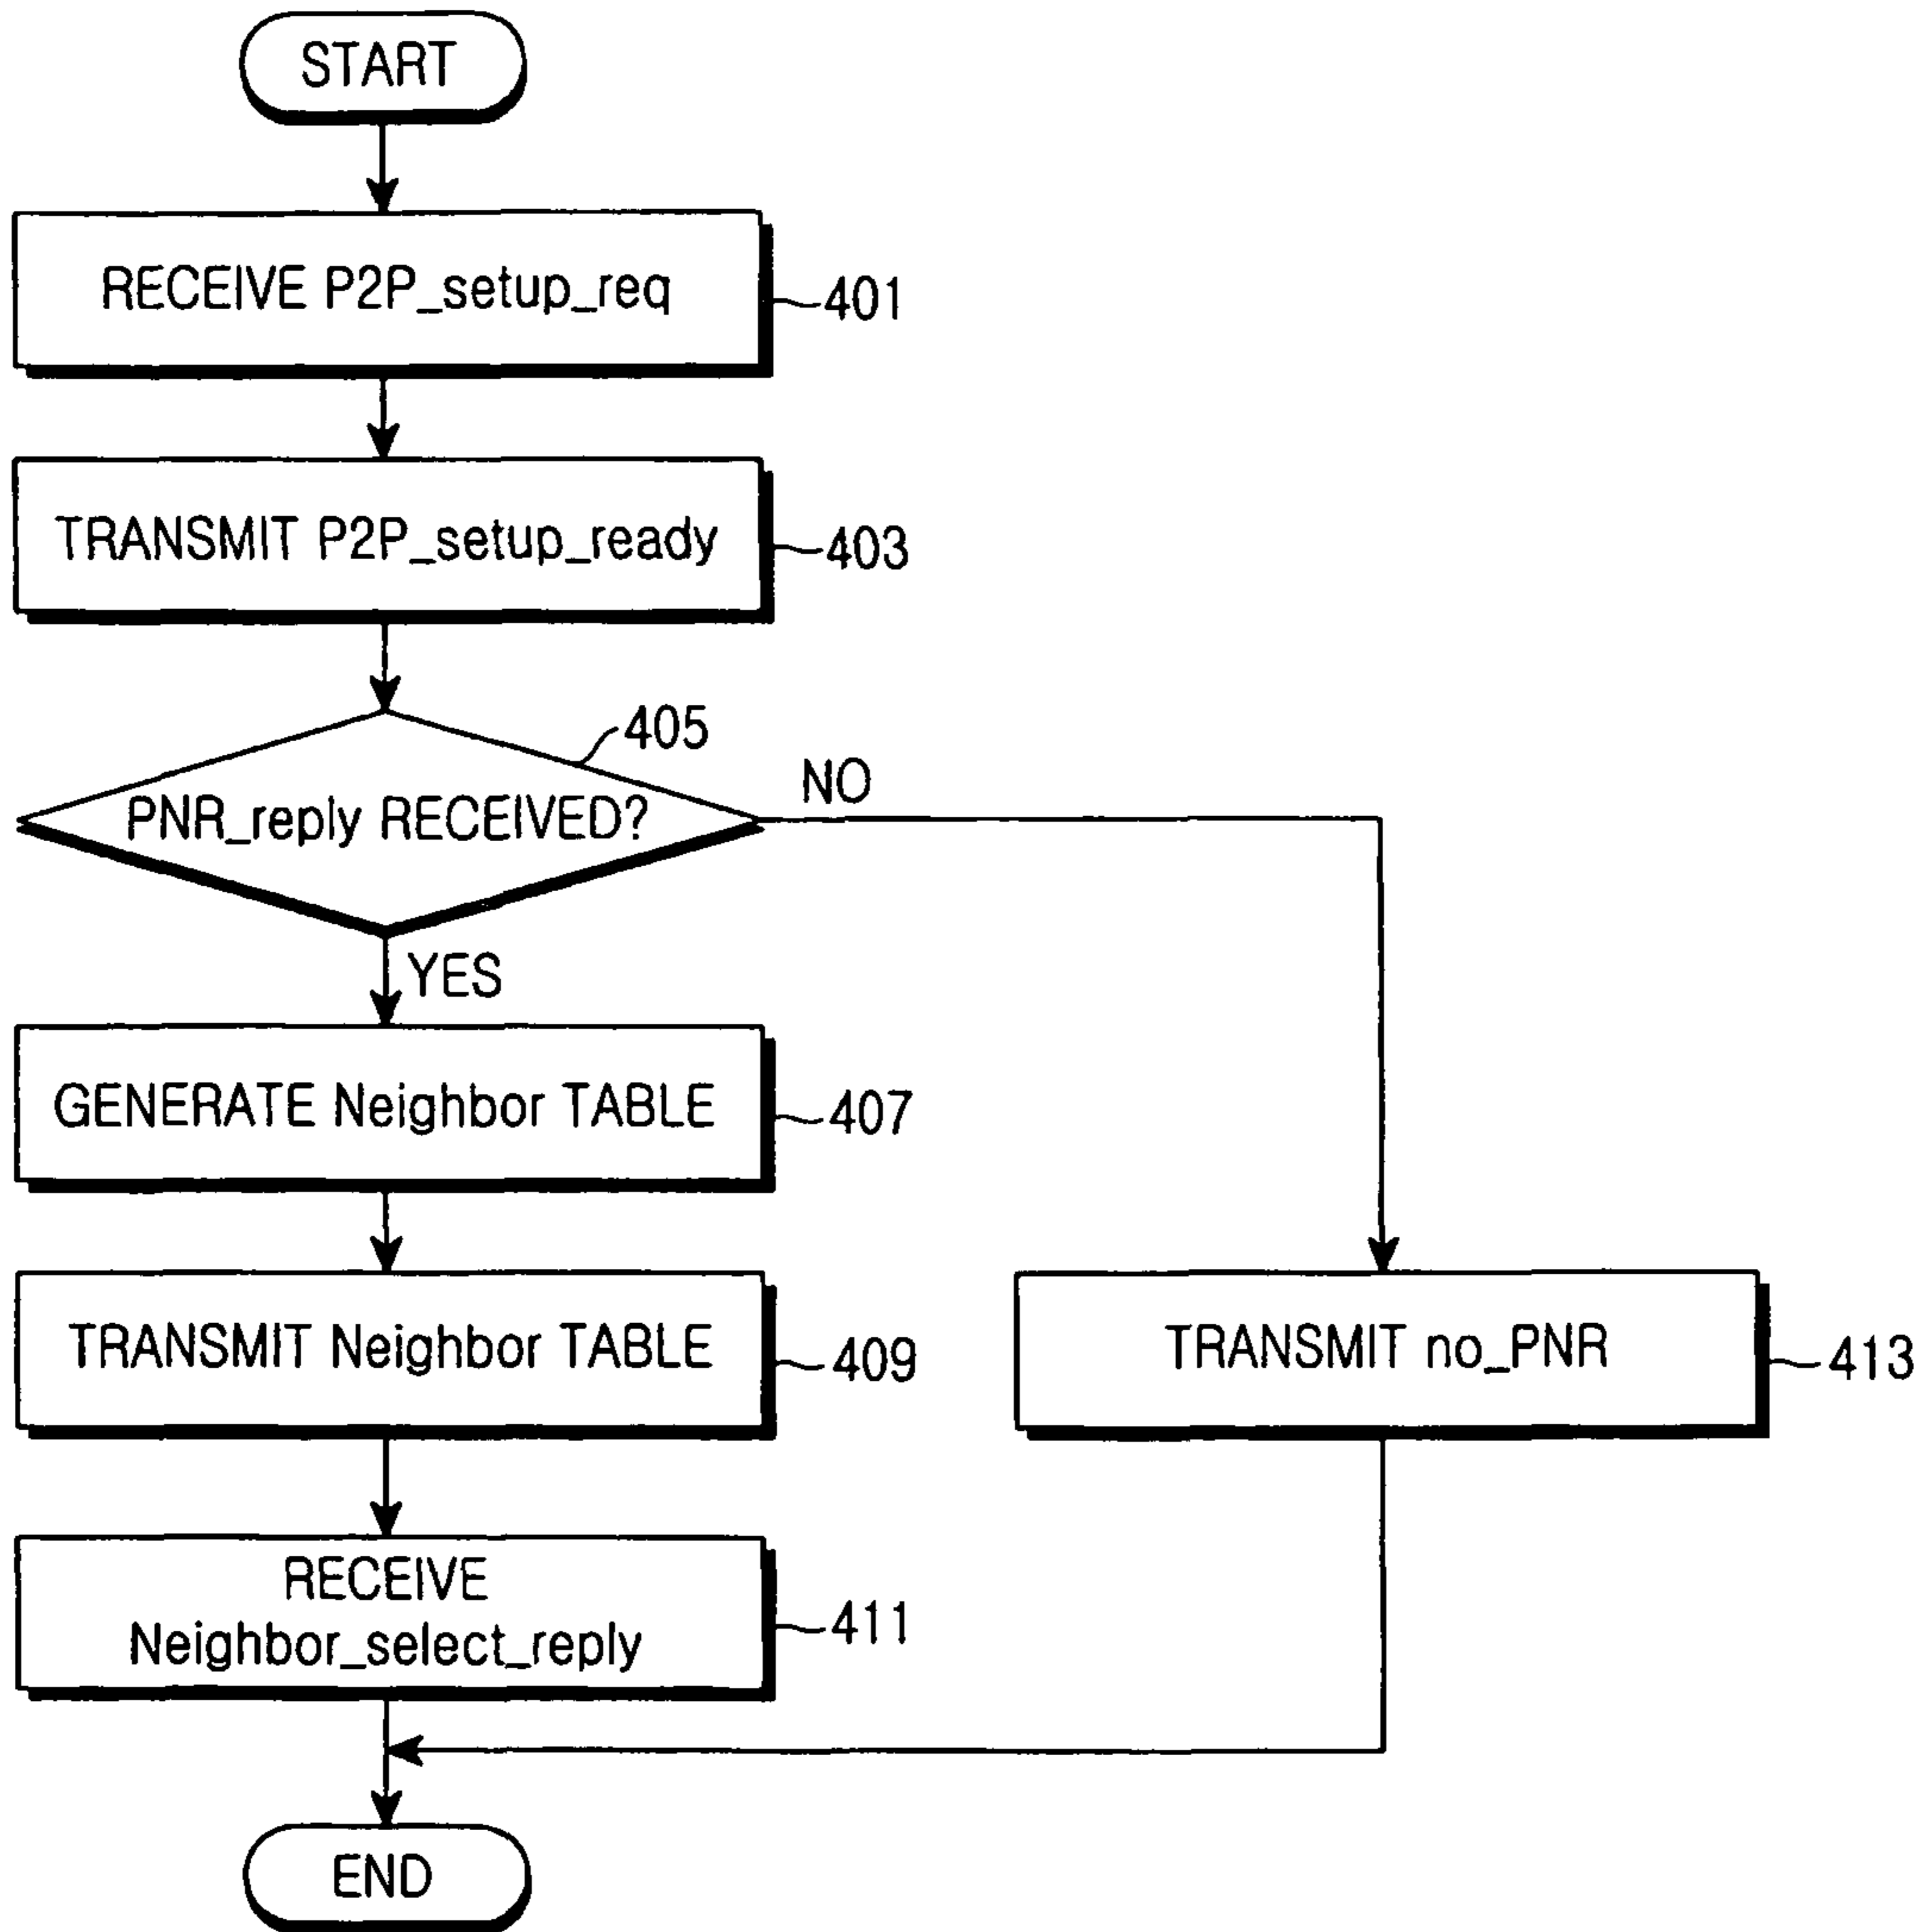 START
RECEIVE P2P_setup_req
401
TRANSMIT P2P_setup_ready
403
405
PNR_reply RECEIVED?
NO
YES
GENERATE Neighbor TABLE
407
TRANSMIT Neighbor TABLE
409
TRANSMIT no_PNR
413
RECEIVE
Neighbor_select_reply
411
END